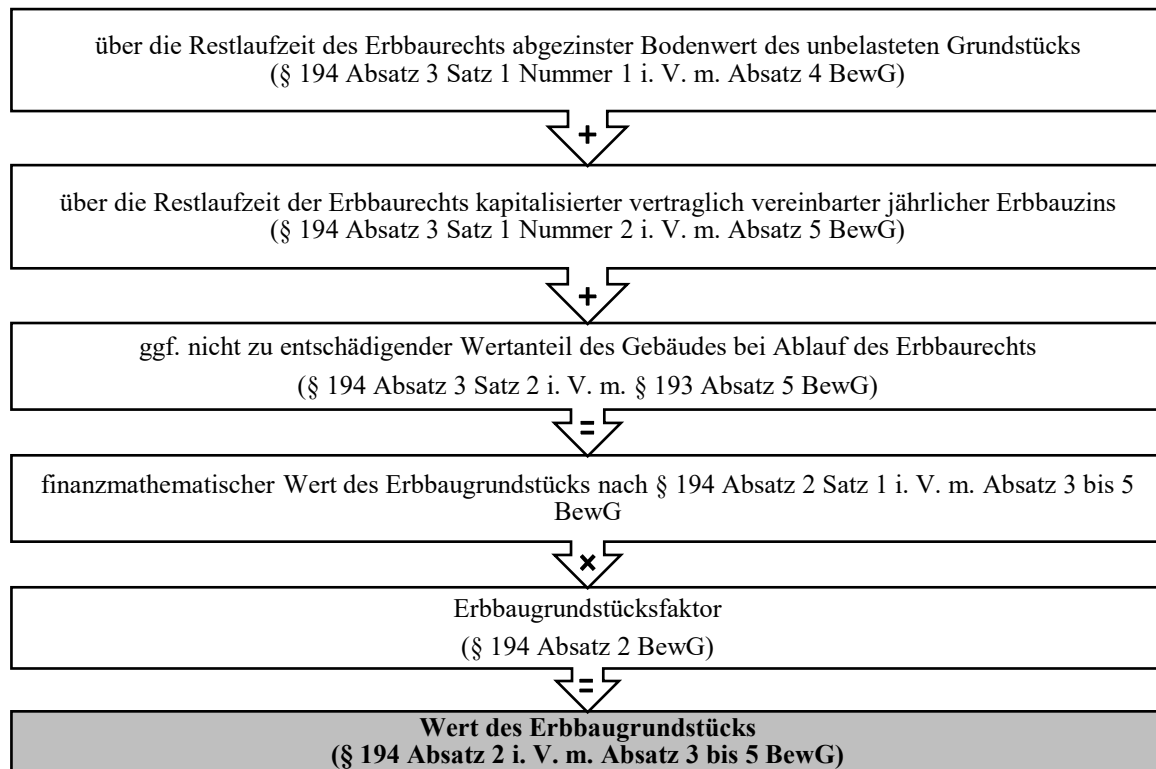 über die Restlaufzeit des Erbbaurechts abgezinster Bodenwert des unbelasteten Grundstücks
(§ 194 Absatz 3 Satz 1 Nummer 1 i. V. m. Absatz 4 BewG)
+
über die Restlaufzeit der Erbbaurechts kapitalisierter vertraglich vereinbarter jährlicher Erbbauzins
(§ 194 Absatz 3 Satz 1 Nummer 2 i. V. m. Absatz 5 BewG)
+
ggf. nicht zu entschädigender Wertanteil des Gebäudes bei Ablauf des Erbbaurechts
(§ 194 Absatz 3 Satz 2 i. V. m. § 193 Absatz 5 BewG)
=
finanzmathematischer Wert des Erbbaugrundstücks nach § 194 Absatz 2 Satz 1 i. V. m. Absatz 3 bis 5
BewG
×
Erbbaugrundstücksfaktor
(§ 194 Absatz 2 BewG)
=
Wert des Erbbaugrundstücks
(§ 194 Absatz 2 i. V. m. Absatz 3 bis 5 BewG)